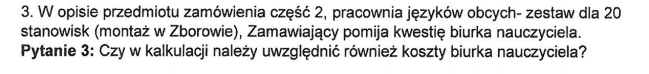 3. W opisie przedmiotu zamówienia część 2, pracownia języków obcych- zestaw dla 20
stanowisk (montaż w Zborowie), Zamawiający pomija kwestię biurka nauczyciela.
Pytanie 3: Czy w kalkulacji należy uwzględnić również koszty biurka nauczyciela?